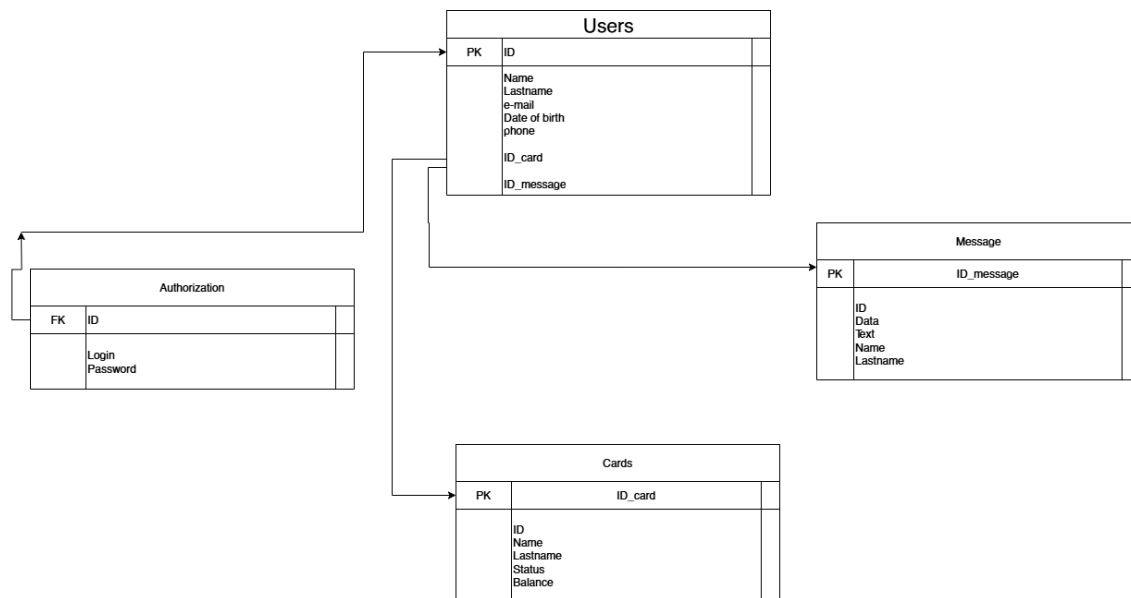 Users
PK ID
Name
Lastname
e-mail
Date of birth
phone
ID_card
ID_message
Message
PK ID_message
ID
Data
Text
Name
Lastname
Authorization
FK ID
Login
Password
Cards
PK ID_card
ID
Name
Lastname
Status
Balance